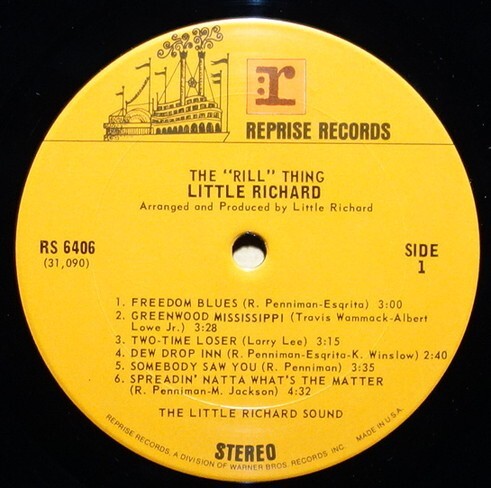 r
REPRISE RECORDS
THE "RILL" THING
LITTLE RICHARD
Arranged and Produced by Little Richard
RS 6406
(31,090)
SIDE
1
1. FREEDOM BLUES (R. Penniman-Esqrita) 3:00
2. GREENWOOD MISSISSIPPI (Travis Wammack-Albert
Lowe Jr.) 3:28
3. TWO-TIME LOSER (Larry Lee) 3:15
4. DEW DROP INN (R. Penniman-Esqrita-K. Winslow) 2:40
5. SOMEBODY SAW YOU (R. Penniman) 3:35
6. SPREADIN' NATTA WHAT'S THE MATTER
(R. Penniman-M. Jackson) 4:32
THE LITTLE RICHARD SOUND
STEREO
REPRISE RECORDS, A DIVISION OF WARNER BROS. RECORDS INC. MADE IN U.S.A.